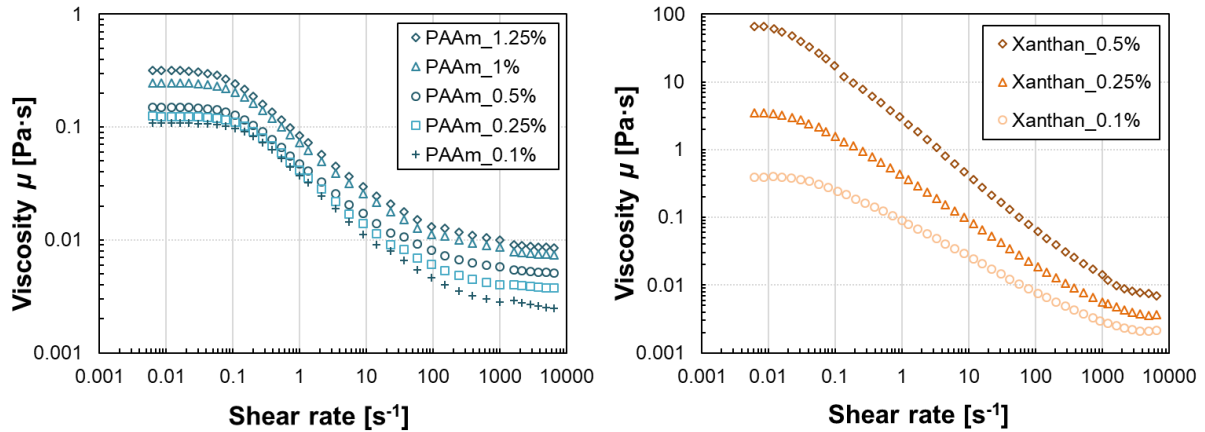 1
0.1
0.01
0.001
Viscosity μ [Pa·s]
PAAm_1.25%
PAAm_1%
PAAm_0.5%
PAAm_0.25%
PAAm_0.1%
0.001 0.01 0.1 1 10 100 1000 10000
Shear rate [s⁻¹]
100
10
1
0.1
0.01
0.001
Viscosity μ [Pa·s]
Xanthan_0.5%
Xanthan_0.25%
Xanthan_0.1%
0.001 0.01 0.1 1 10 100 1000 10000
Shear rate [s⁻¹]